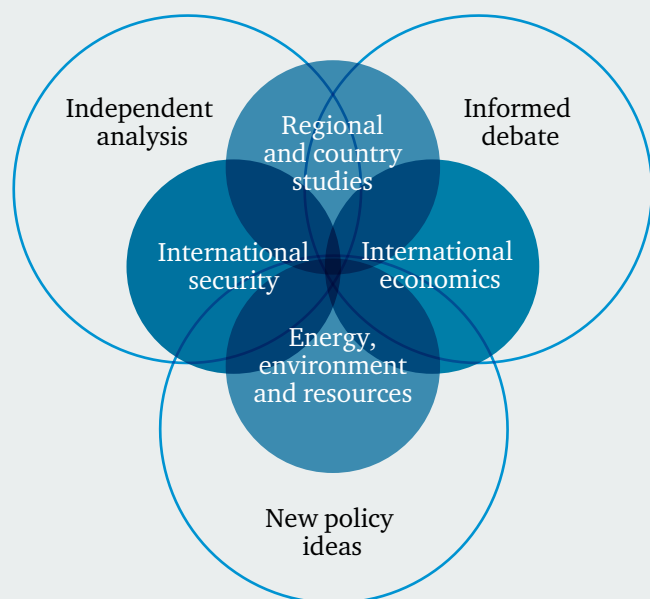 Independent
analysis
Informed
debate
Regional
and country
studies
International
security
International
economics
Energy,
environment
and resources
New policy
ideas